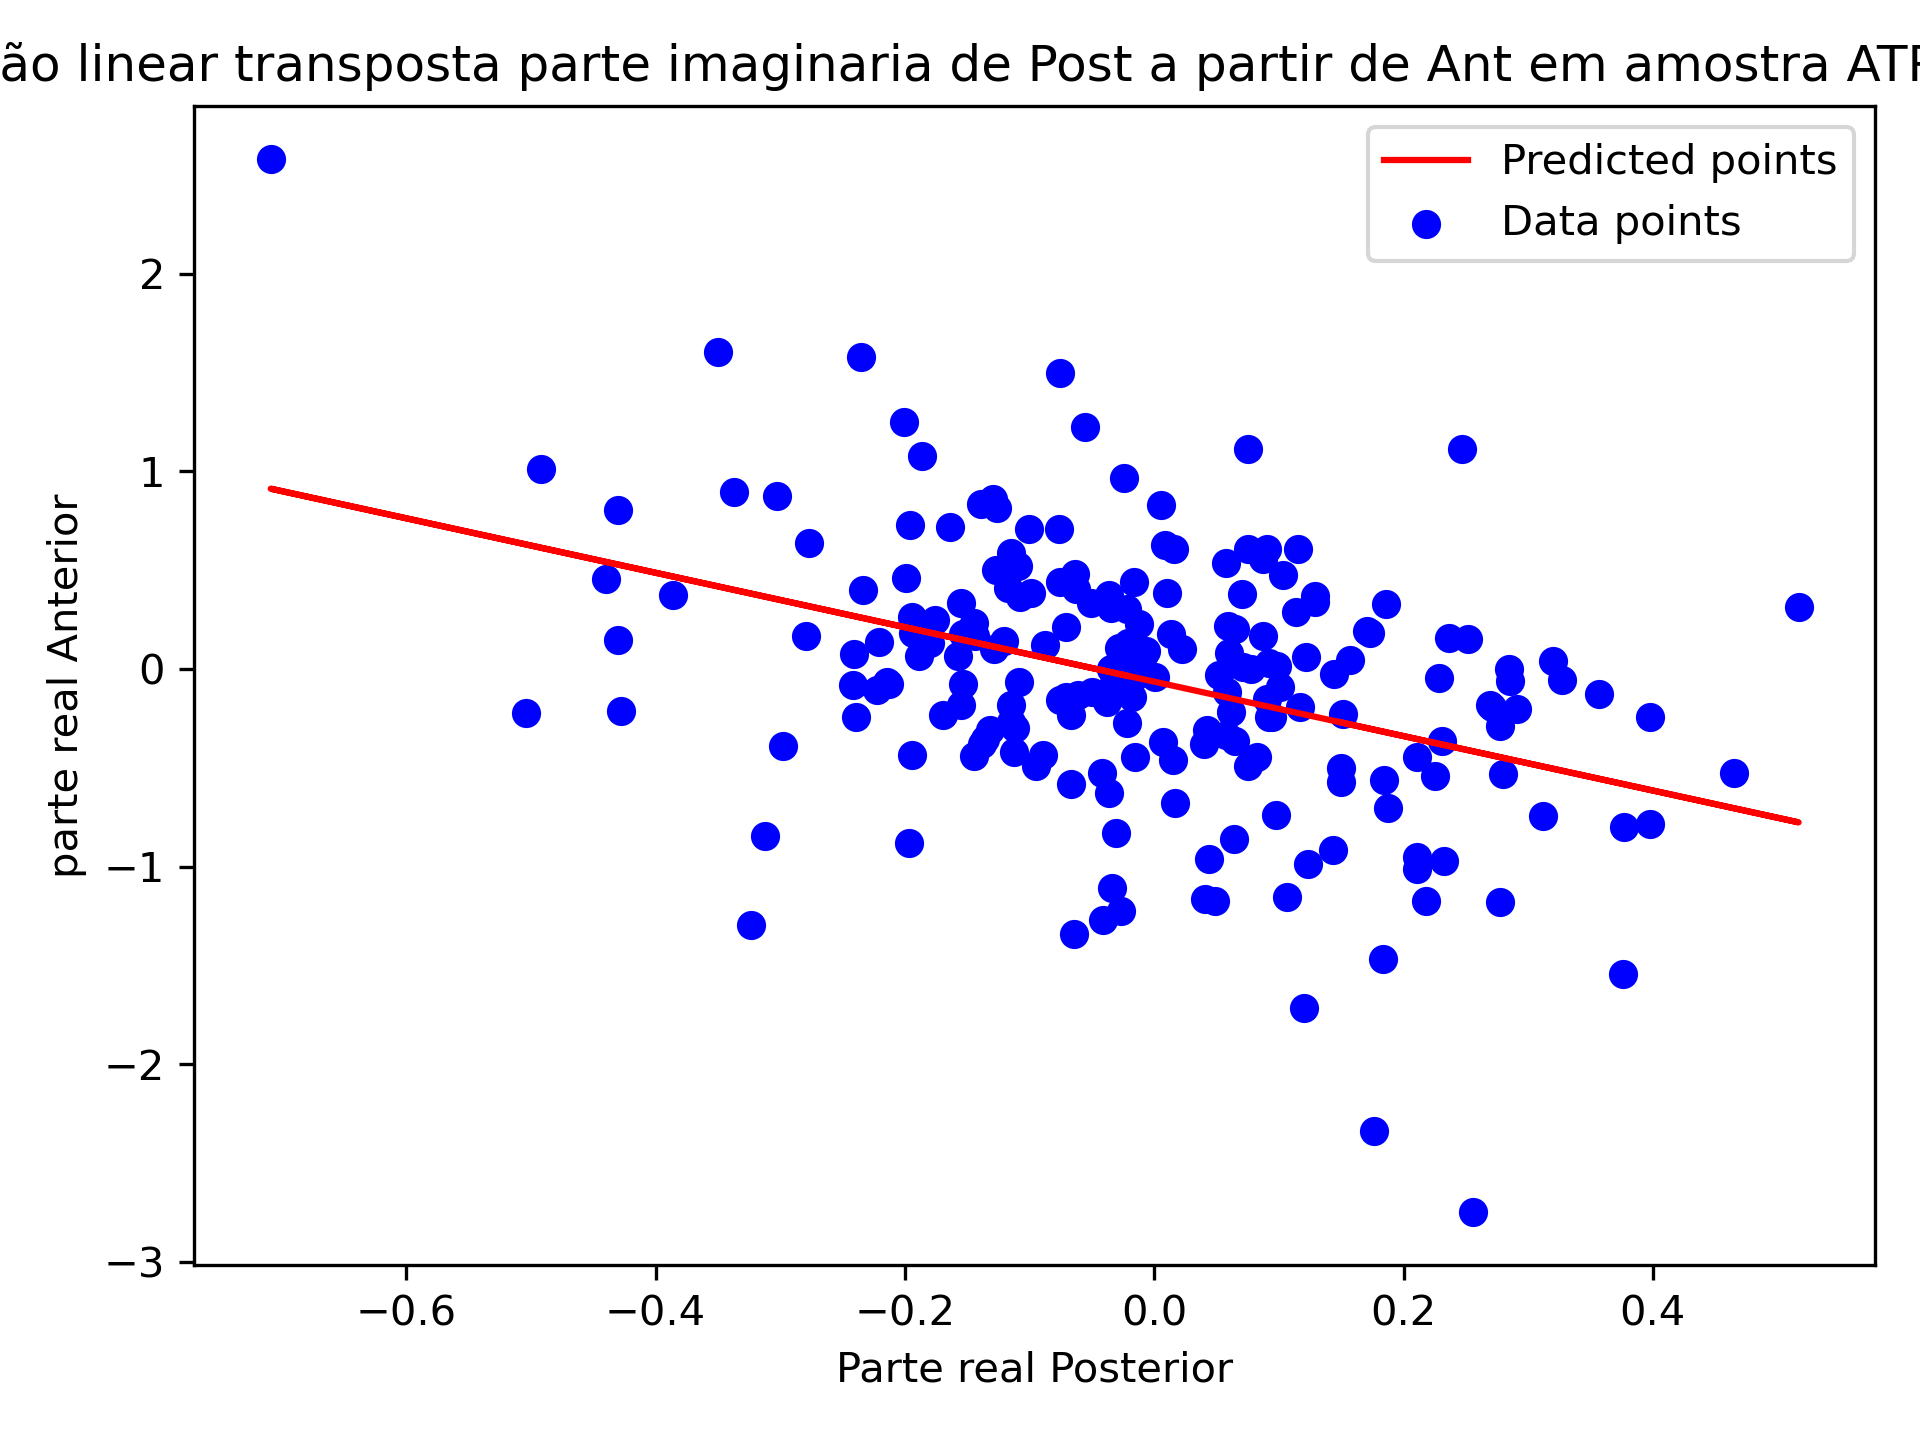 ão linear transposta parte imaginaria de Post a partir de Ant em amostra
Predicted points
Data points
parte real Anterior
2
1
0
−1
−2
−3
−0.6 −0.4 −0.2 0.0 0.2 0.4
Parte real Posterior